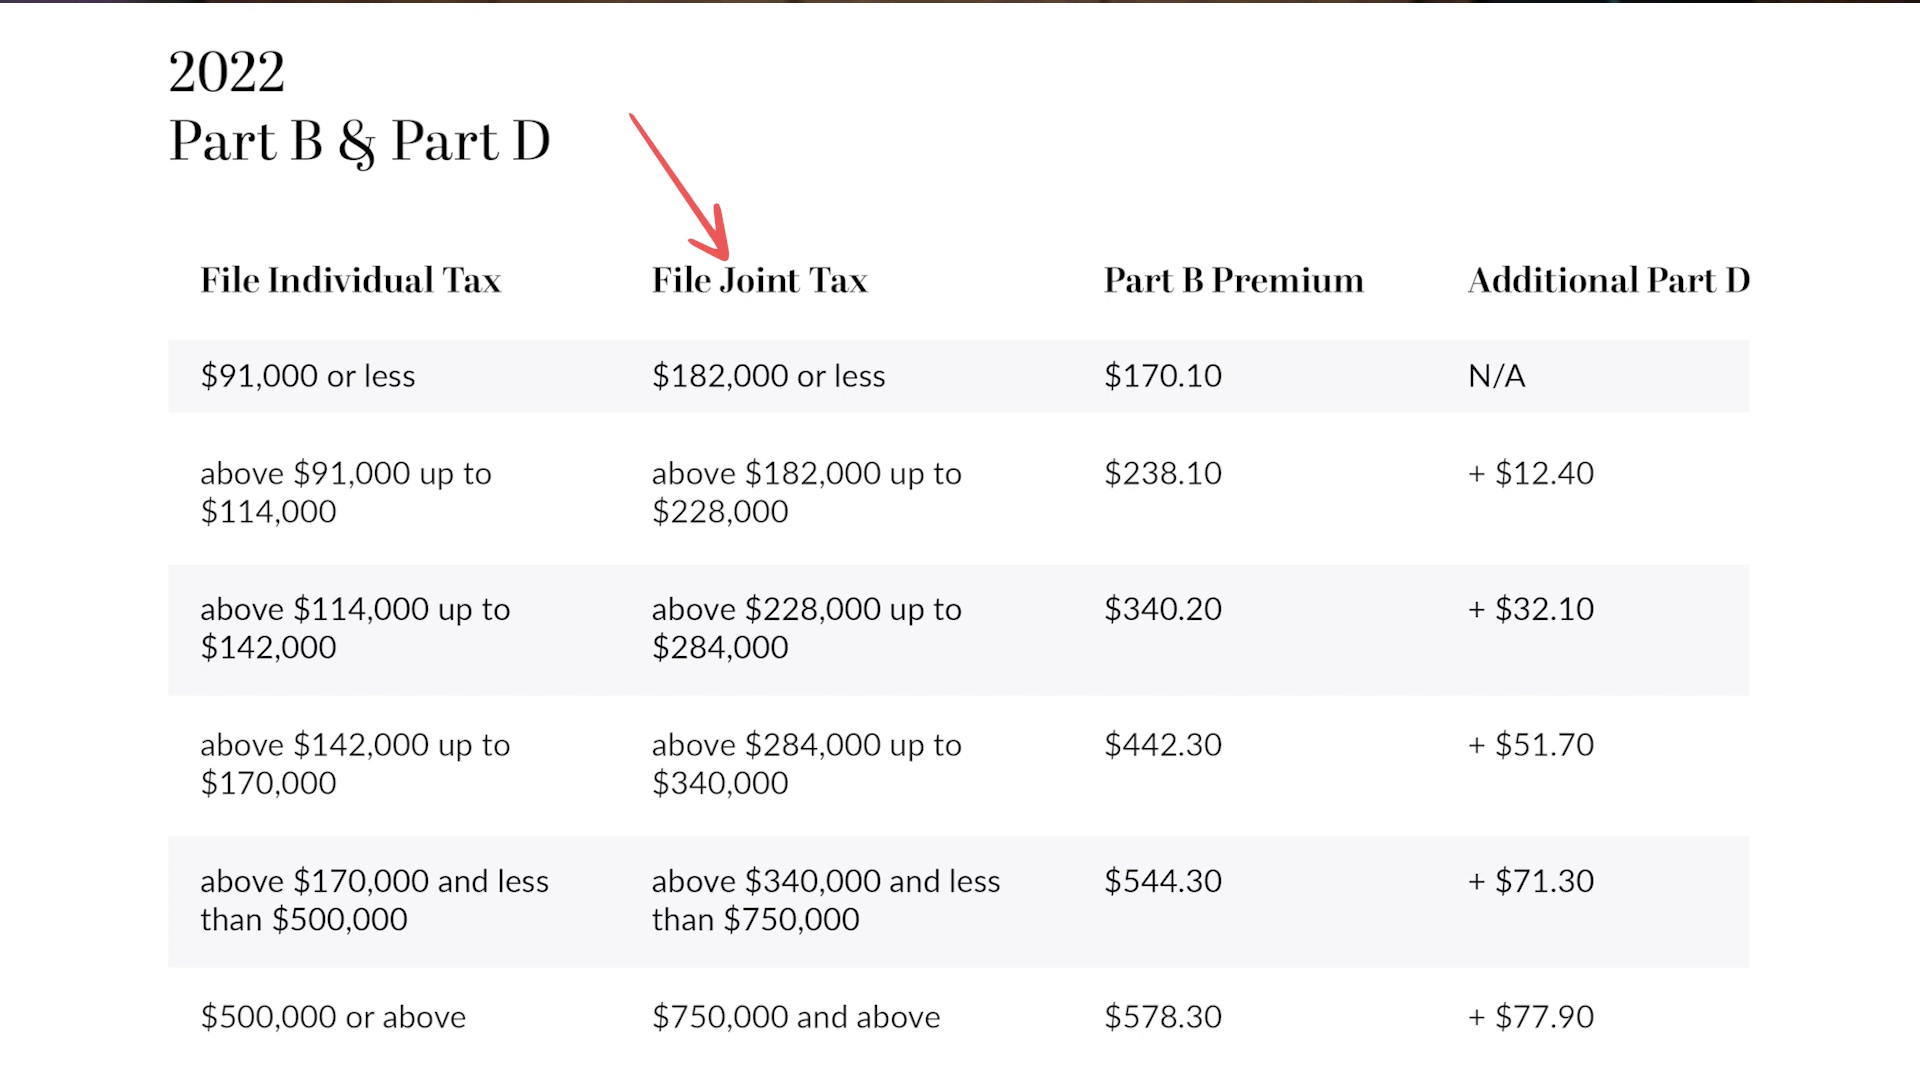 2022
Part B & Part D
File Individual Tax File Joint Tax Part B Premium Additional Part D
$91,000 or less $182,000 or less $170.10 N/A
above $91,000 up to above $182,000 up to $238.10 + $12.40
$114,000 $228,000
above $114,000 up to above $228,000 up to $340.20 + $32.10
$142,000 $284,000
above $142,000 up to above $284,000 up to $442.30 + $51.70
$170,000 $340,000
above $170,000 and less above $340,000 and less $544.30 + $71.30
than $500,000 than $750,000
$500,000 or above $750,000 and above $578.30 + $77.90